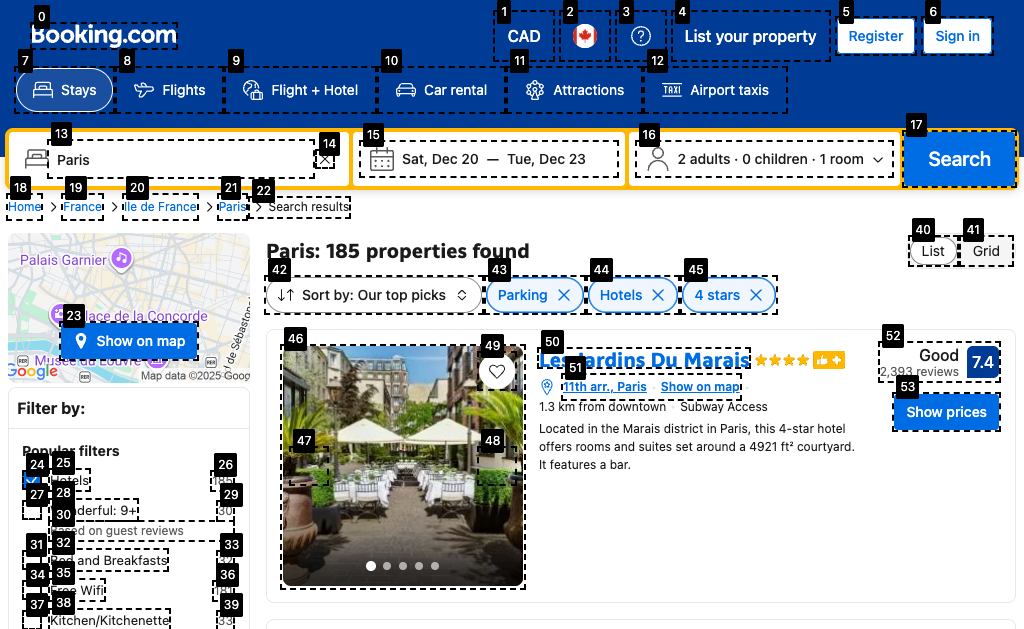 0
1
2
3
4
5
6
Booking.com
CAD
List your property
Register
Sign in
7
8
9
10
11
12
Stays
Flights
Flight + Hotel
Car rental
Attractions
TAXI
Airport taxis
13
14
15
16
17
Paris
Sat, Dec 20 — Tue, Dec 23
2 adults · 0 children · 1 room
Search
18
19
20
21
22
Home
France
Ile de France
Paris
Search results
40
41
List
Grid
Palais Garnier
Place de la Concorde
23
Show on map
Musée du Louvre
de Sébasto
RER
Google
Map data ©2025 Goog
Paris: 185 properties found
42
43
44
45
Sort by: Our top picks
Parking
Hotels
4 stars
Filter by:
Popular filters
24
25
26
Hotels
185
27
28
29
Wonderful: 9+
30
30
Based on guest reviews
31
32
33
Bed and Breakfasts
34
35
36
Free Wifi
181
37
38
39
Kitchen/Kitchenette
33
46
47
48
49
50
Les Jardins Du Marais
51
11th arr., Paris
Show on map
1.3 km from downtown
Subway Access
Located in the Marais district in Paris, this 4-star hotel
offers rooms and suites set around a 4921 ft² courtyard.
It features a bar.
52
Good
2,393 reviews
7.4
53
Show prices